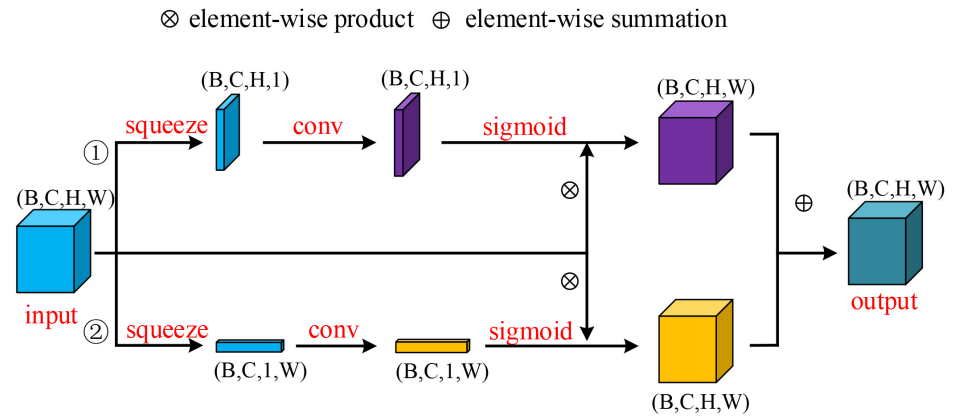 ⊗ element-wise product ⊕ element-wise summation
(B,C,H,1) (B,C,H,1) (B,C,H,W)
squeeze conv sigmoid
①
(B,C,H,W) ⊗ ⊕ (B,C,H,W)
input ⊗ output
② squeeze conv sigmoid
(B,C,1,W) (B,C,1,W) (B,C,H,W)